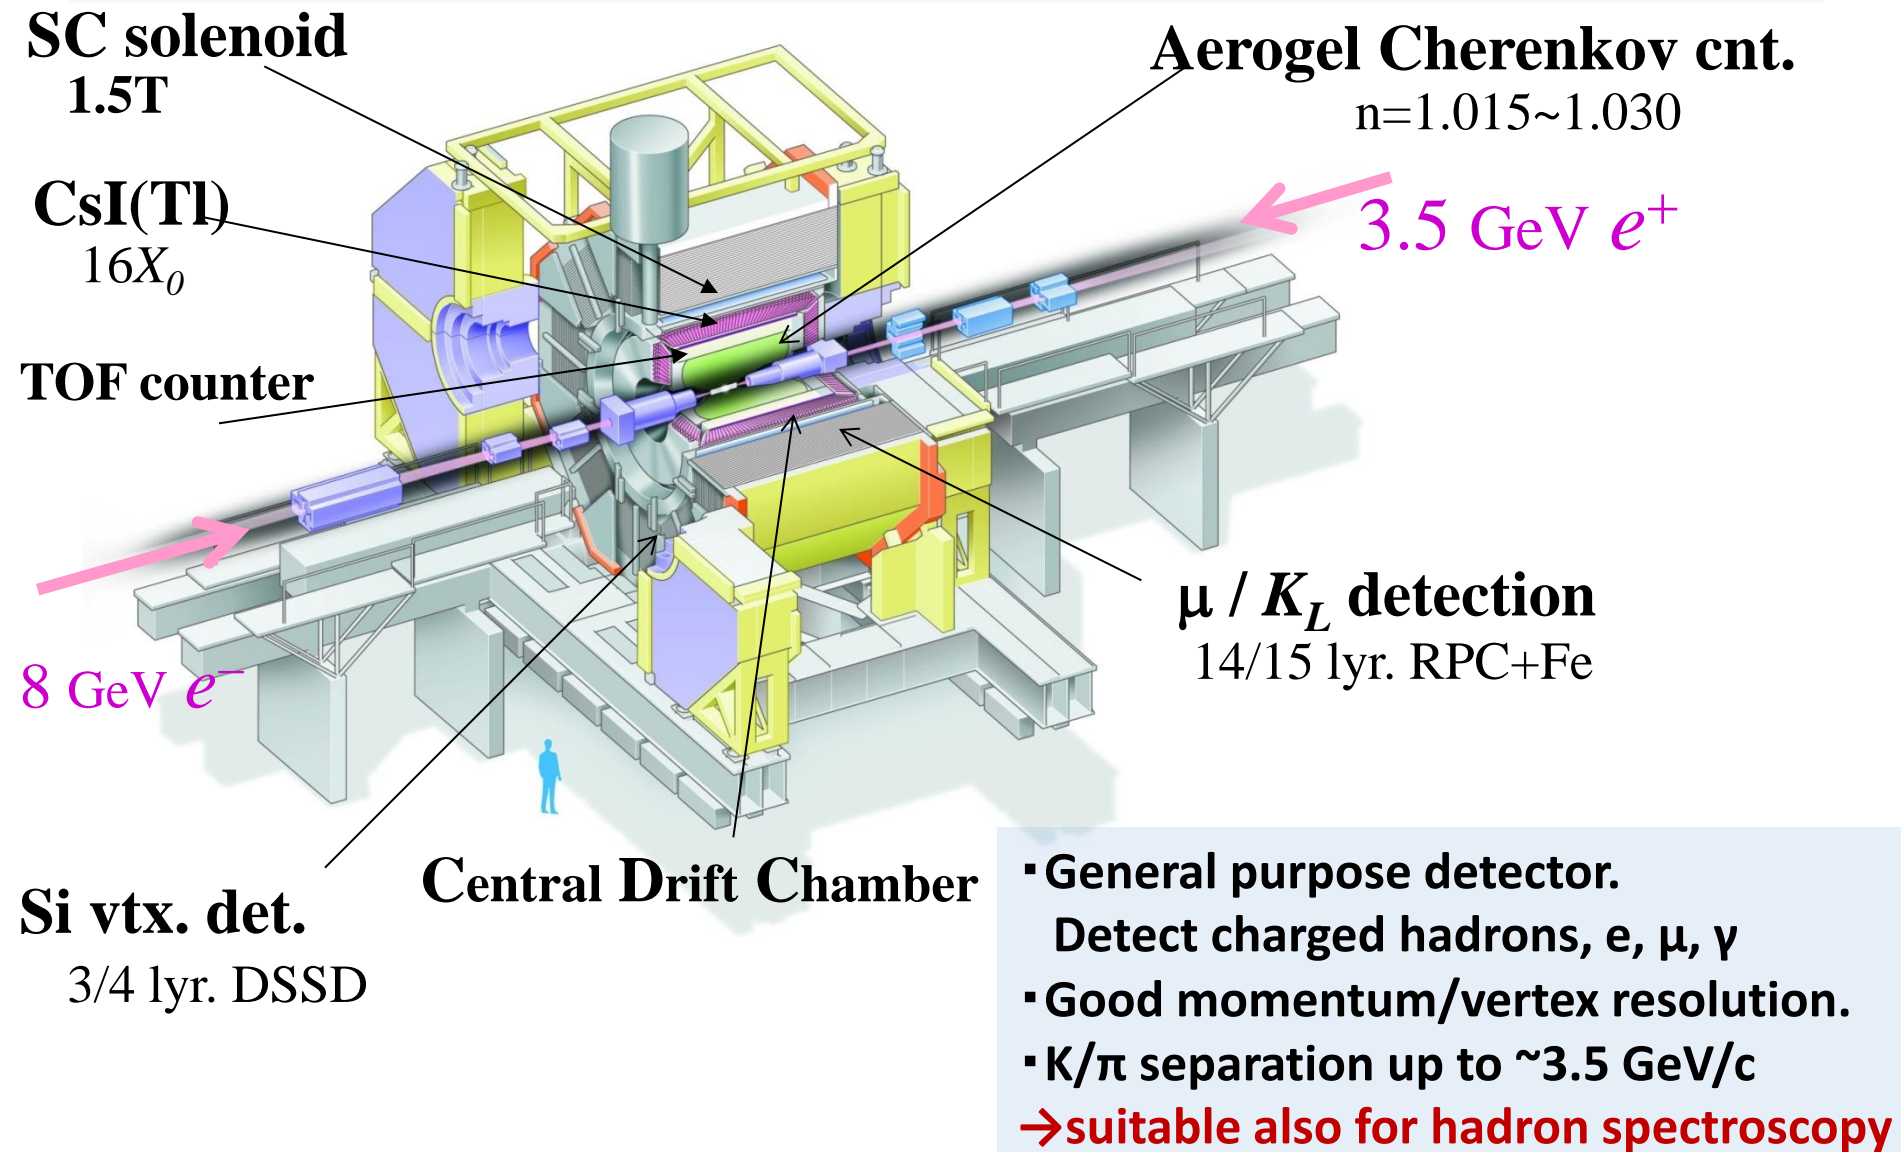 SC solenoid
1.5T
Aerogel Cherenkov cnt.
n=1.015~1.030
CsI(Tl)
16X₀
3.5 GeV e⁺
TOF counter
μ / K_L detection
14/15 lyr. RPC+Fe
8 GeV e⁻
Central Drift Chamber
Si vtx. det.
3/4 lyr. DSSD
・General purpose detector.
Detect charged hadrons, e, μ, γ
・Good momentum/vertex resolution.
・K/π separation up to ~3.5 GeV/c
→suitable also for hadron spectroscopy